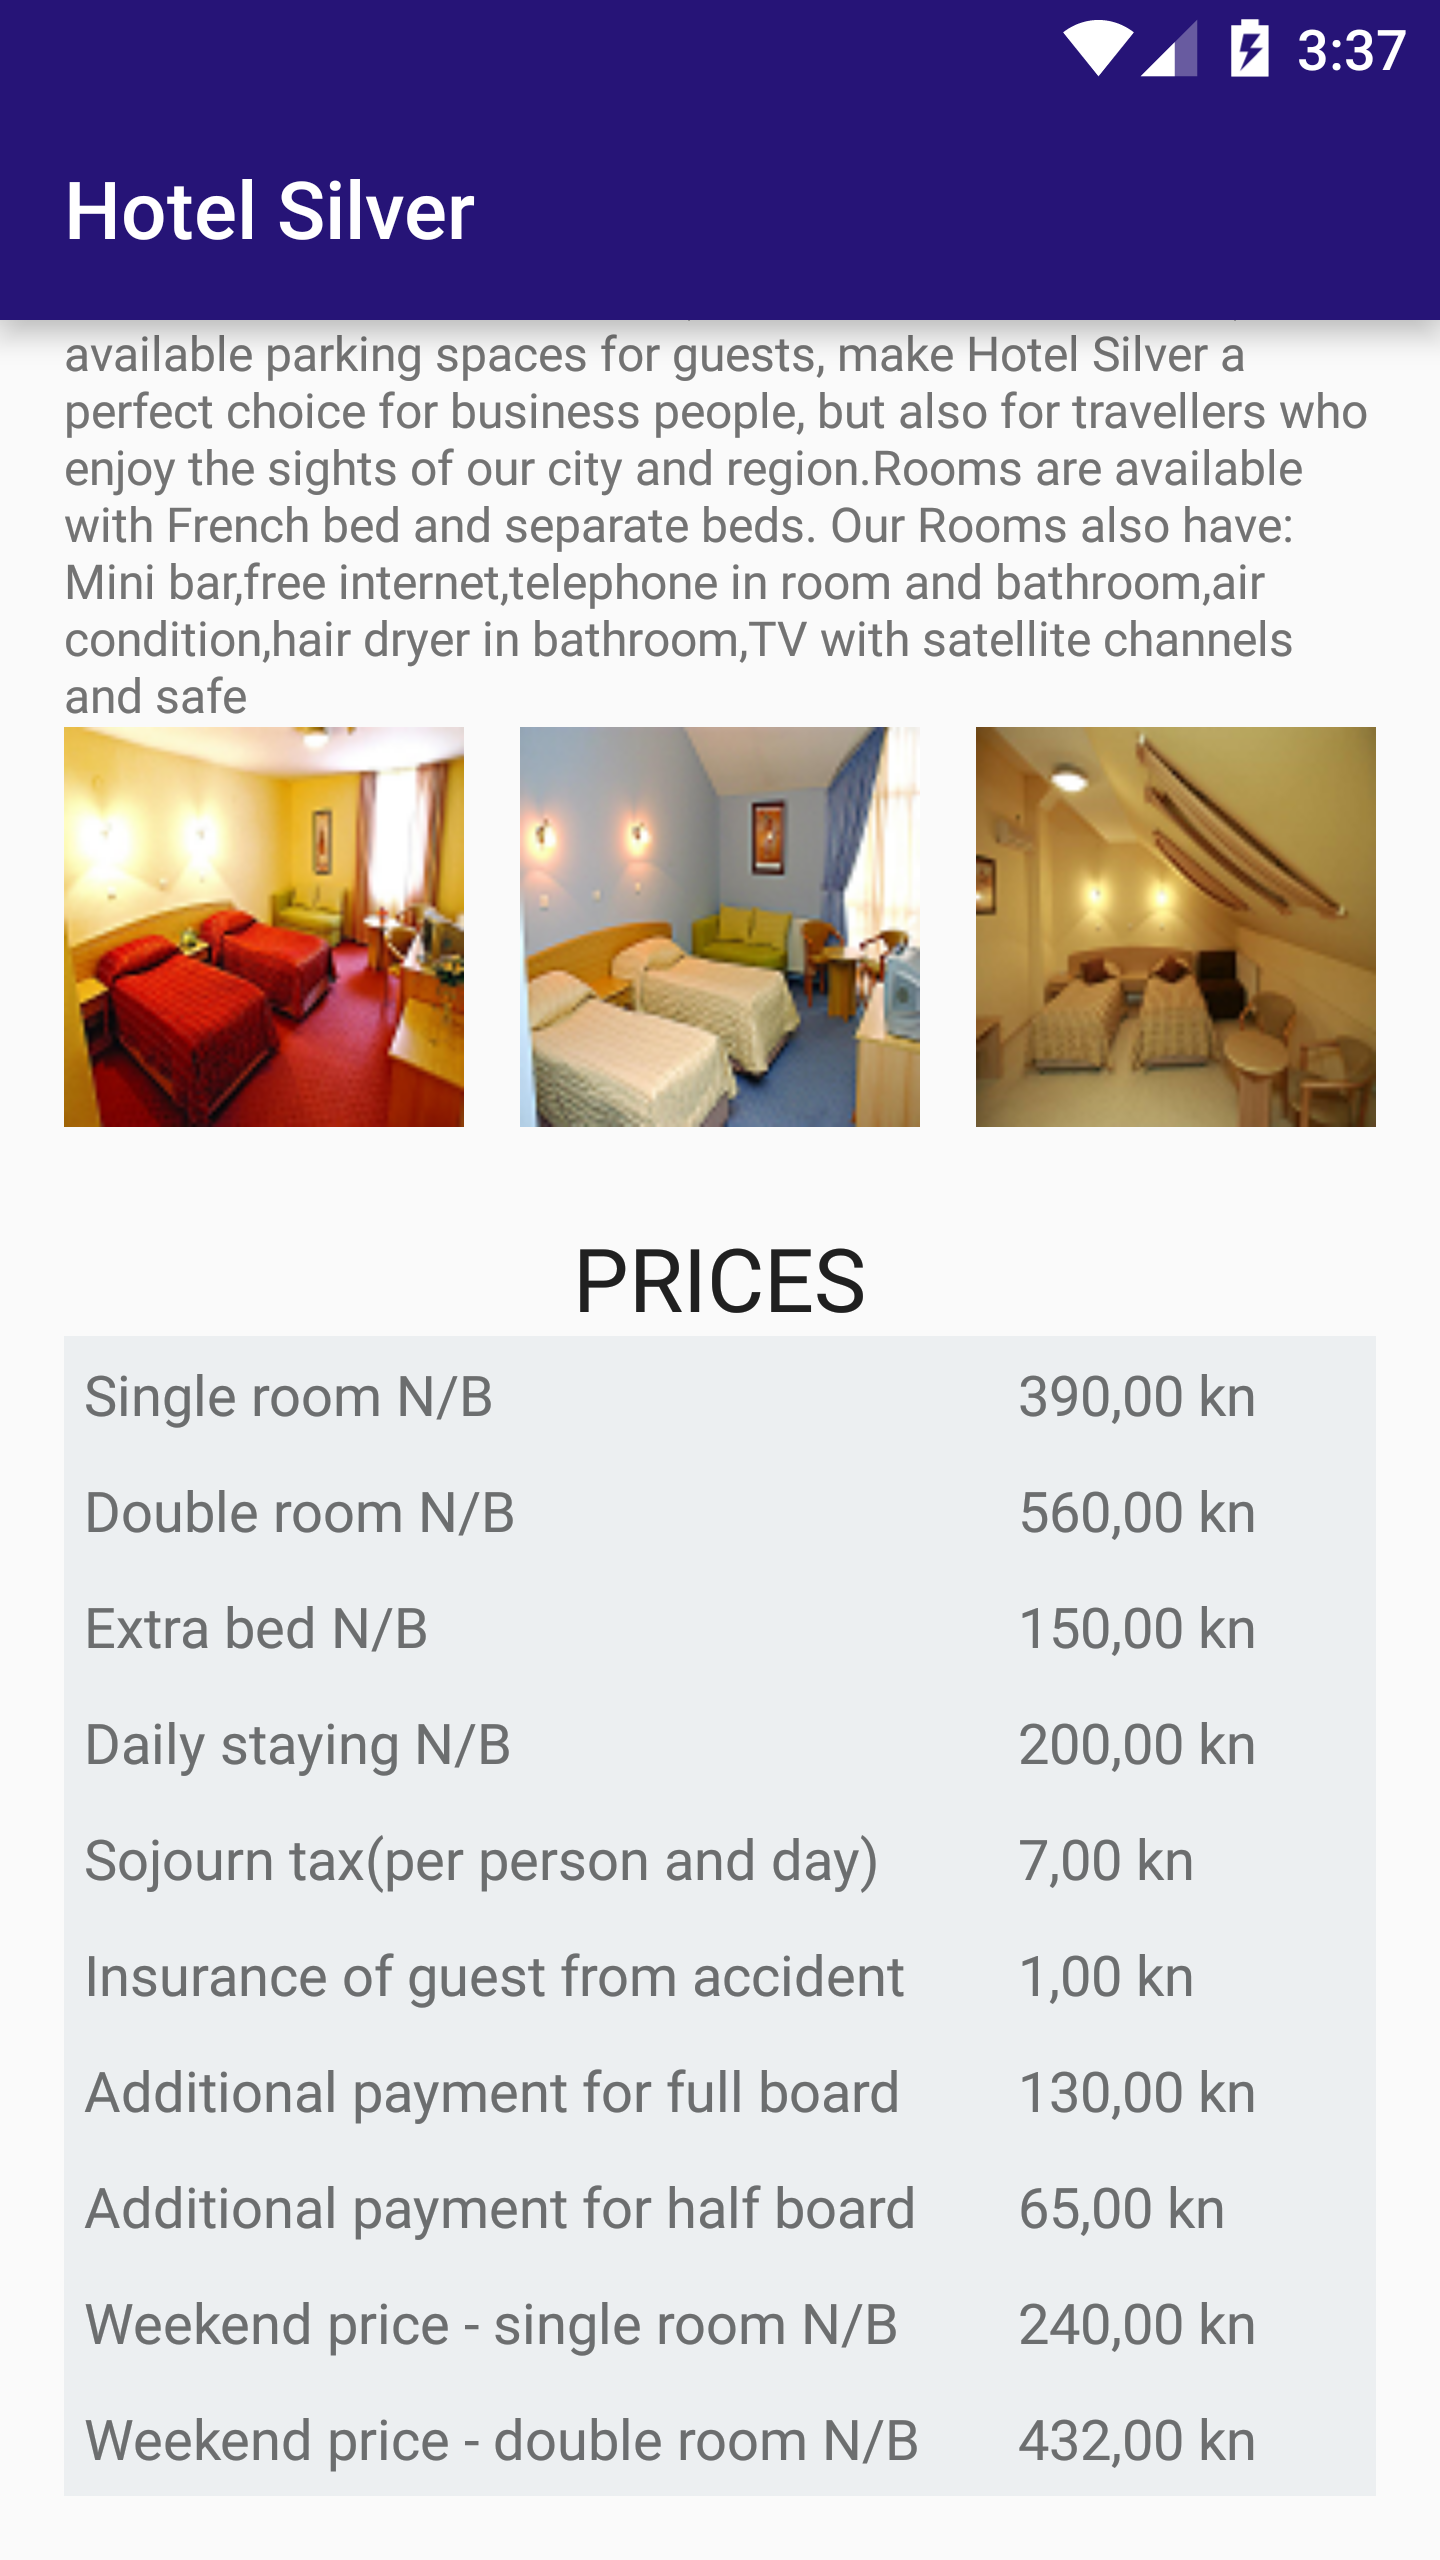 3:37
Hotel Silver
available parking spaces for guests, make Hotel Silver a
perfect choice for business people, but also for travellers who
enjoy the sights of our city and region.Rooms are available
with French bed and separate beds. Our Rooms also have:
Mini bar,free internet,telephone in room and bathroom,air
condition,hair dryer in bathroom,TV with satellite channels
and safe
PRICES
Single room N/B 390,00 kn
Double room N/B 560,00 kn
Extra bed N/B 150,00 kn
Daily staying N/B 200,00 kn
Sojourn tax(per person and day) 7,00 kn
Insurance of guest from accident 1,00 kn
Additional payment for full board 130,00 kn
Additional payment for half board 65,00 kn
Weekend price - single room N/B 240,00 kn
Weekend price - double room N/B 432,00 kn